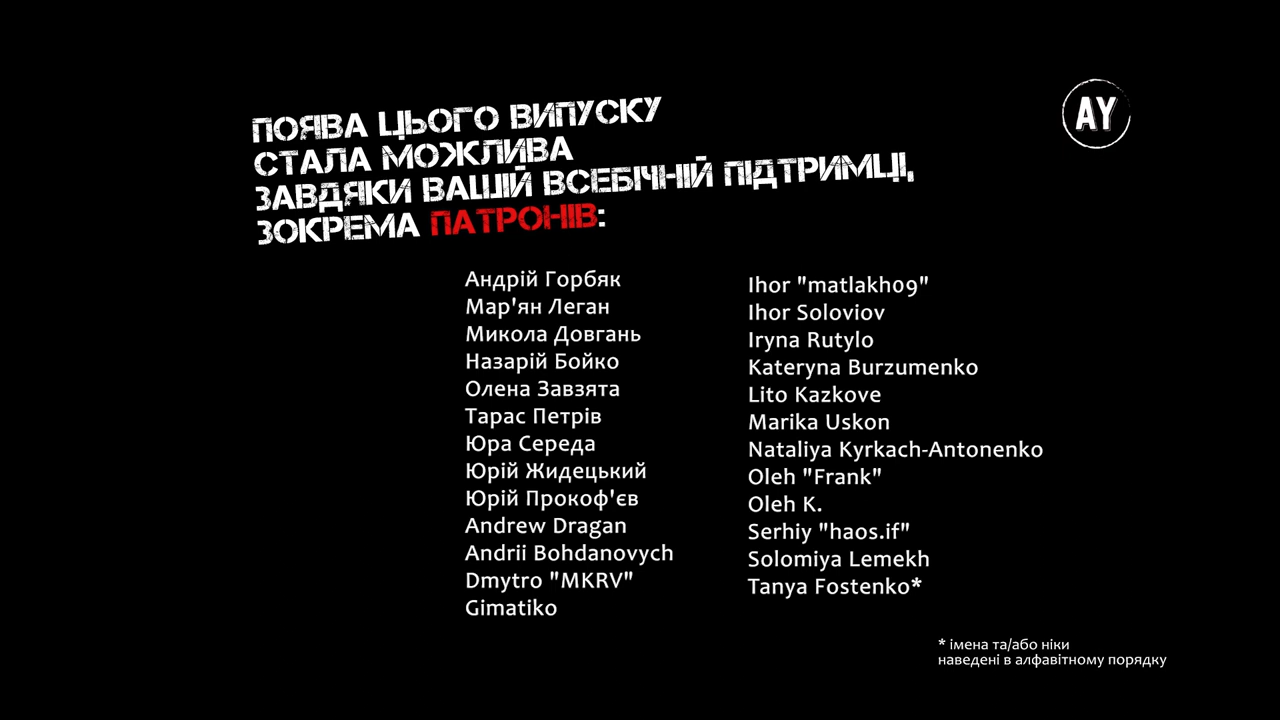 ПОЯВА ЦЬОГО ВИПУСКУ
СТАЛА МОЖЛИВА
ЗАВДЯКИ ВАШІЙ ВСЕБІЧНІЙ ПІДТРИМЦІ,
ЗОКРЕМА ПАТРОНІВ:
АУ
Андрій Горбяк
Мар'ян Леган
Микола Довгань
Назарій Бойко
Олена Завзята
Тарас Петрів
Юра Середа
Юрій Жидецький
Юрій Прокоф'єв
Andrew Dragan
Andrii Bohdanovych
Dmytro "MKRV"
Gimatiko
Ihor "matlakh09"
Ihor Soloviov
Iryna Rutylo
Kateryna Burzumenko
Lito Kazkove
Marika Uskon
Nataliya Kyrkach-Antonenko
Oleh "Frank"
Oleh K.
Serhiy "haos.if"
Solomiya Lemekh
Tanya Fostenko*
* імена та/або ніки
наведені в алфавітному порядку